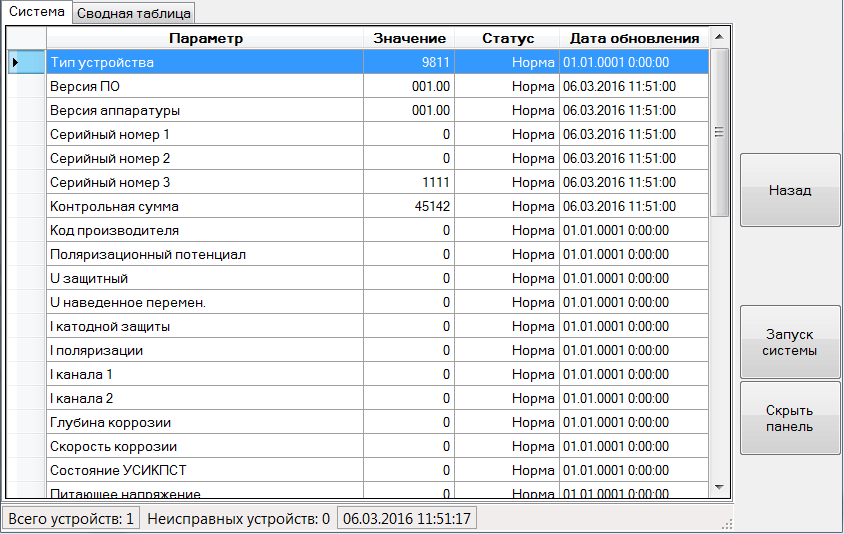 Система Сводная таблица
Параметр Значение Статус Дата обновления
Тип устройства 9811 Норма 01.01.0001 0:00:00
Версия ПО 001.00 Норма 06.03.2016 11:51:00
Версия аппаратуры 001.00 Норма 06.03.2016 11:51:00
Серийный номер 1 0 Норма 06.03.2016 11:51:00
Серийный номер 2 0 Норма 06.03.2016 11:51:00
Серийный номер 3 1111 Норма 06.03.2016 11:51:00
Контрольная сумма 45142 Норма 06.03.2016 11:51:00
Код производителя 0 Норма 01.01.0001 0:00:00
Поляризационный потенциал 0 Норма 01.01.0001 0:00:00
U защитный 0 Норма 01.01.0001 0:00:00
U наведенное перемен. 0 Норма 01.01.0001 0:00:00
I катодной защиты 0 Норма 01.01.0001 0:00:00
I поляризации 0 Норма 01.01.0001 0:00:00
I канала 1 0 Норма 01.01.0001 0:00:00
I канала 2 0 Норма 01.01.0001 0:00:00
Глубина коррозии 0 Норма 01.01.0001 0:00:00
Скорость коррозии 0 Норма 01.01.0001 0:00:00
Состояние УСИКПСТ 0 Норма 01.01.0001 0:00:00
Питающее напряжение 0 Норма 01.01.0001 0:00:00
Назад
Запуск
системы
Скрыть
панель
Всего устройств: 1 Неисправных устройств: 0 06.03.2016 11:51:17